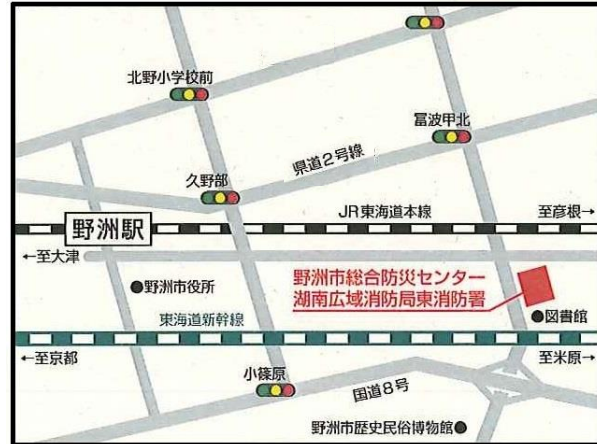 北野小学校前
冨波甲北
県道2号線
久野部
JR東海道本線
至彦根→
野洲駅
←至大津
野洲市総合防災センター
湖南広域消防局東消防署
野洲市役所
図書館
東海道新幹線
←至京都
至米原→
小篠原
国道8号
野洲市歴史民俗博物館